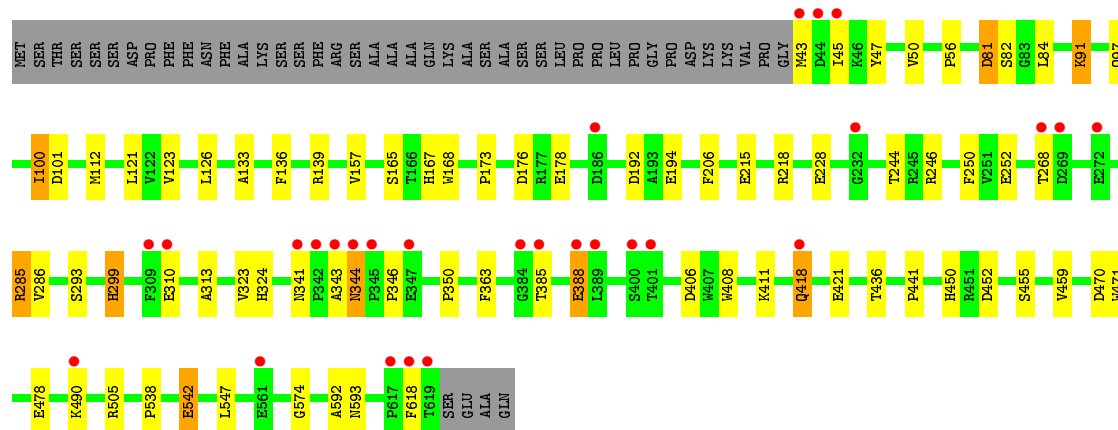 MET SER THR SER SER SER ASP PRO PHE PHE ASN PHE ALA LYS SER SER PHE ARG SER ALA ALA ALA GLN LYS ALA SER ALA SER SER LEU PRO PRO LEU PRO GLY PRO ASP LYS LYS VAL PRO GLY M43 D44 I45 K46 Y47 V50 P56 D81 S82 G83 L84 K91 Q97
I100 D101 M112 L121 V122 V123 L126 A133 F136 R139 V157 S165 T166 H167 W168 P173 D176 R177 E178 D186 D192 A193 E194 F206 E215 R218 E228 G232 T244 R245 R246 F250 V251 E252 T268 D269 E272
R285 V286 S293 H299 F309 E310 A313 V323 H324 N341 P342 A343 N344 P345 P346 E347 P350 F363 G384 T385 E388 L389 S400 T401 D406 W407 W408 K411 Q418 E421 T436 P441 H450 R451 D452 S455 V459 D470 W471
E478 K490 R505 P538 E542 L547 E561 G574 A592 N593 P617 F618 T619 SER GLU ALA GLN